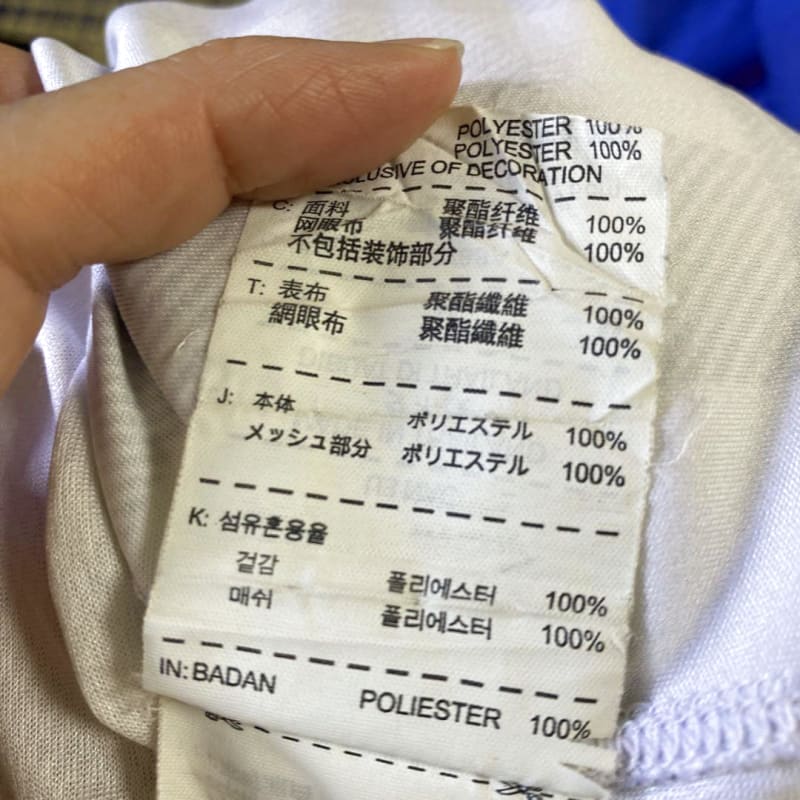 POLYESTER 100%
POLYESTER 100%
EXCLUSIVE OF DECORATION
C: 面料 聚酯纤维 100%
网眼布 聚酯纤维 100%
不包括装饰部分
T: 表布 聚酯纖維 100%
網眼布 聚酯纖維 100%
J: 本体 ポリエステル 100%
メッシュ部分 ポリエステル 100%
K: 섬유혼용율
겉감 폴리에스터 100%
매쉬 폴리에스터 100%
IN: BADAN POLIESTER 100%